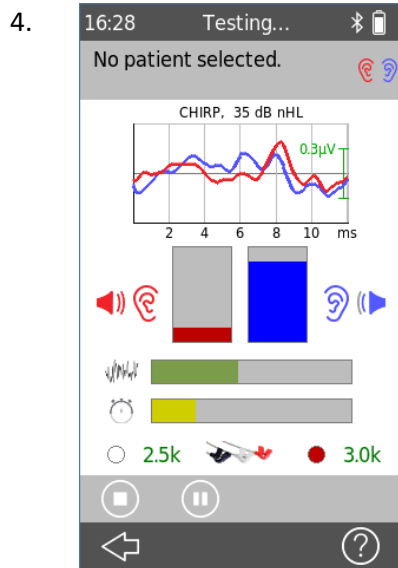 4.
16:28 Testing...
No patient selected.
CHIRP, 35 dB nHL
0.3µV
2 4 6 8 10 ms
2.5k 3.0k
?